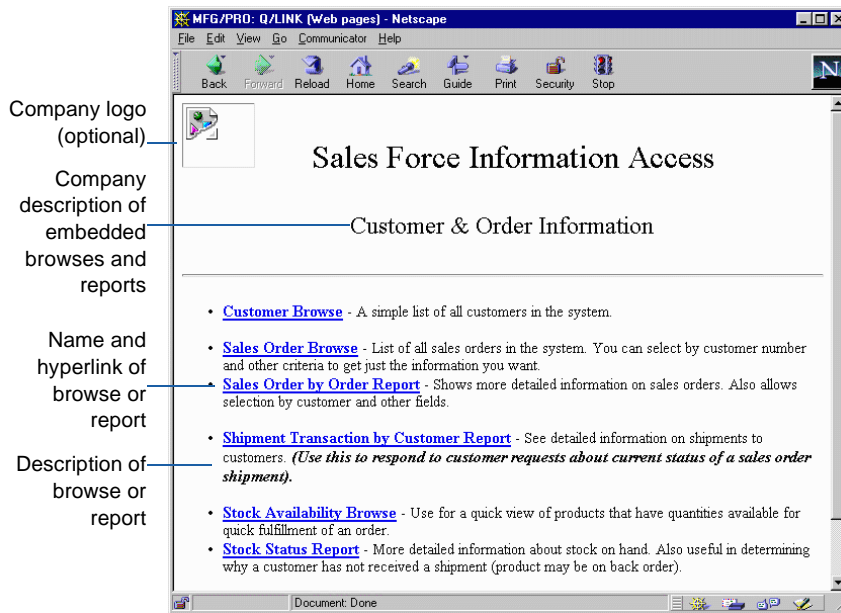 MFG/PRO: Q/LINK (Web pages) - Netscape
File Edit View Go Communicator Help
Back Forward Reload Home Search Guide Print Security Stop
N
Company logo
(optional)
Sales Force Information Access
Company
description of
embedded
browses and
reports
Customer & Order Information
• Customer Browse - A simple list of all customers in the system.
• Sales Order Browse - List of all sales orders in the system. You can select by customer number
and other criteria to get just the information you want.
Name and
hyperlink of
browse or
report
• Sales Order by Order Report - Shows more detailed information on sales orders. Also allows
selection by customer and other fields.
• Shipment Transaction by Customer Report - See detailed information on shipments to
customers. (Use this to respond to customer requests about current status of a sales order
shipment).
Description of
browse or
report
• Stock Availability Browse - Use for a quick view of products that have quantities available for
quick fulfillment of an order.
• Stock Status Report - More detailed information about stock on hand. Also useful in determining
why a customer has not received a shipment (product may be on back order).
Document: Done